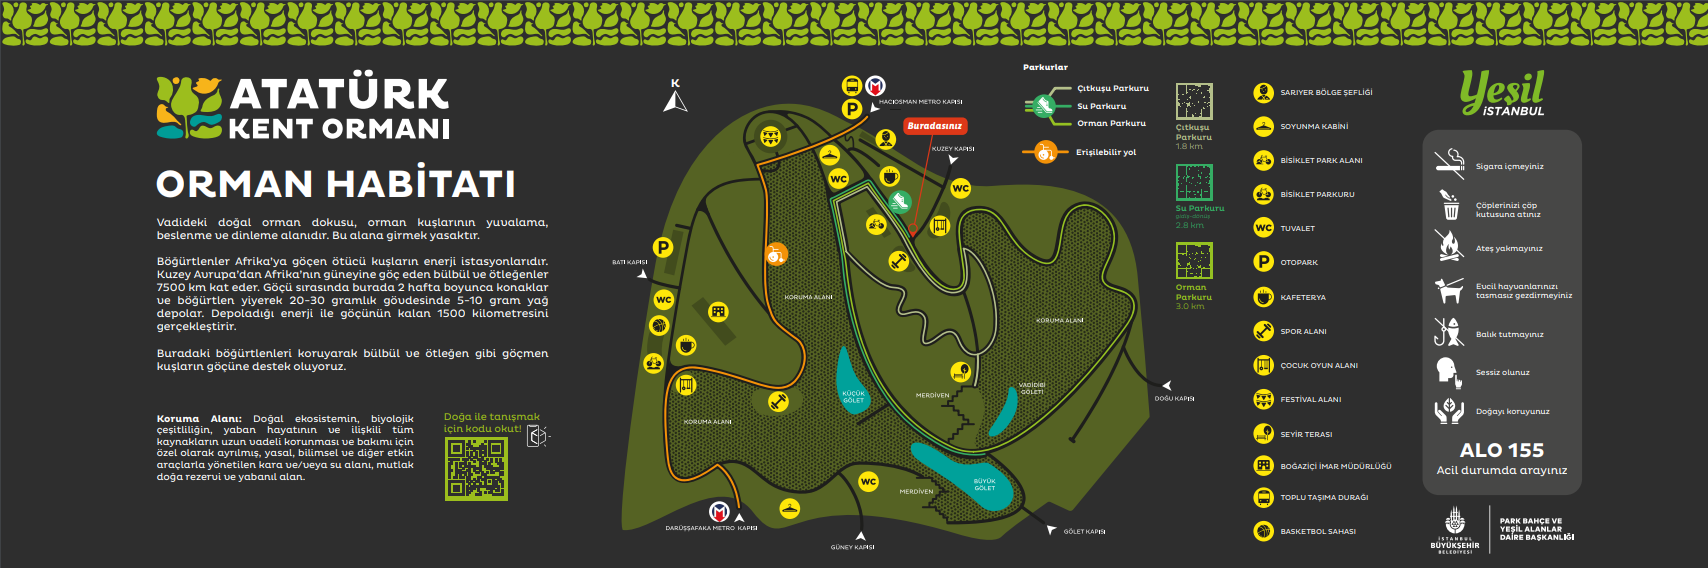 ATATÜRK
KENT ORMANI
ORMAN HABİTATI
Vadideki doğal orman dokusu, orman kuşlarının yuvalama,
beslenme ve dinleme alanıdır. Bu alana girmek yasaktır.
Böğürtlenler Afrika'ya göçen ötücü kuşların enerji istasyonlarıdır.
Kuzey Avrupa'dan Afrika'nın güneyine göç eden bülbül ve ötleğenler
7500 km kat eder. Göçü sırasında burada 2 hafta boyunca konaklar
ve böğürtlen yiyerek 20-30 gramlık gövdesinde 5-10 gram yağ
depolar. Depoladığı enerji ile göçünün kalan 1500 kilometresini
gerçekleştirir.
Buradaki böğürtlenleri koruyarak bülbül ve ötleğen gibi göçmen
kuşların göçüne destek oluyoruz.
Koruma Alanı: Doğal ekosistemin, biyolojik
çeşitliliğin, yaban hayatının ve ilişkili tüm
kaynakların uzun vadeli korunması ve bakımı için
özel olarak ayrılmış, yasal, bilimsel ve diğer etkin
araçlarla yönetilen kara ve/veya su alanı, mutlak
doğa rezervi ve yabanıl alan.
Doğa ile tanışmak
için kodu okut!
K
M
P
HACIOSMAN METRO KAPISI
Buradasınız
KUZEY KAPISI
WC
WC
P
BATI KAPISI
WC
KORUMA ALANI
KORUMA ALANI
KÜÇÜK
GÖLET
MERDİVEN
VADİDİBİ
GÖLETİ
DOĞU KAPISI
KORUMA ALANI
WC
MERDİVEN
BÜYÜK
GÖLET
M
DARÜŞŞAFAKA METRO KAPISI
GÜNEY KAPISI
GÖLET KAPISI
Parkurlar
Çıtkuşu Parkuru
Su Parkuru
Orman Parkuru
Erişilebilir yol
Çıtkuşu
Parkuru
1.8 km
Su Parkuru
gidiş-dönüş
2.8 km
Orman
Parkuru
3.0 km
SARIYER BÖLGE ŞEFLİĞİ
SOYUNMA KABİNİ
BİSİKLET PARK ALANI
BİSİKLET PARKURU
WC TUVALET
P OTOPARK
KAFETERYA
SPOR ALANI
ÇOCUK OYUN ALANI
FESTİVAL ALANI
SEYİR TERASI
BOĞAZİÇİ İMAR MÜDÜRLÜĞÜ
TOPLU TAŞIMA DURAĞI
BASKETBOL SAHASI
Yeşil
İSTANBUL
Sigara içmeyiniz
Çöplerinizi çöp
kutusuna atınız
Ateş yakmayınız
Evcil hayvanlarınızı
tasmasız gezdirmeyiniz
Balık tutmayınız
Sessiz olunuz
Doğayı koruyunuz
ALO 155
Acil durumda arayınız
İSTANBUL
BÜYÜKŞEHİR
BELEDİYESİ
PARK BAHÇE VE
YEŞİL ALANLAR
DAİRE BAŞKANLIĞI